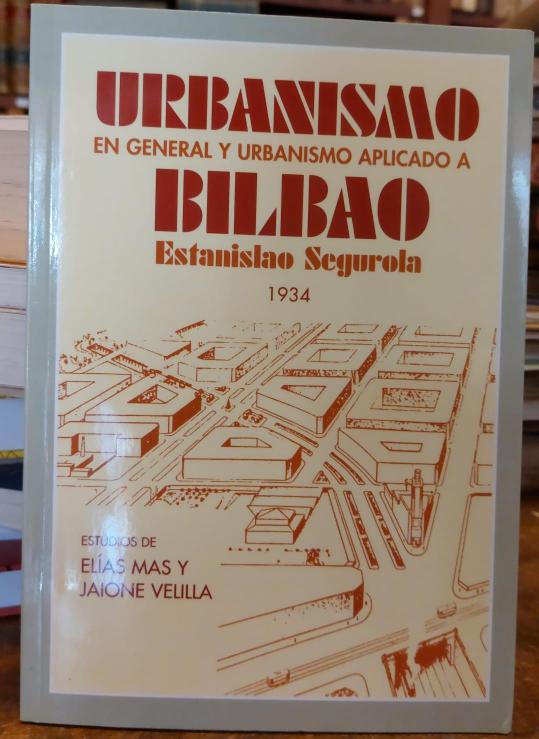 URBANISMO
EN GENERAL Y URBANISMO APLICADO A
BILBAO
Estanislao Segurola
1934
ESTUDIOS DE
ELÍAS MAS Y
JAIONE VELILLA